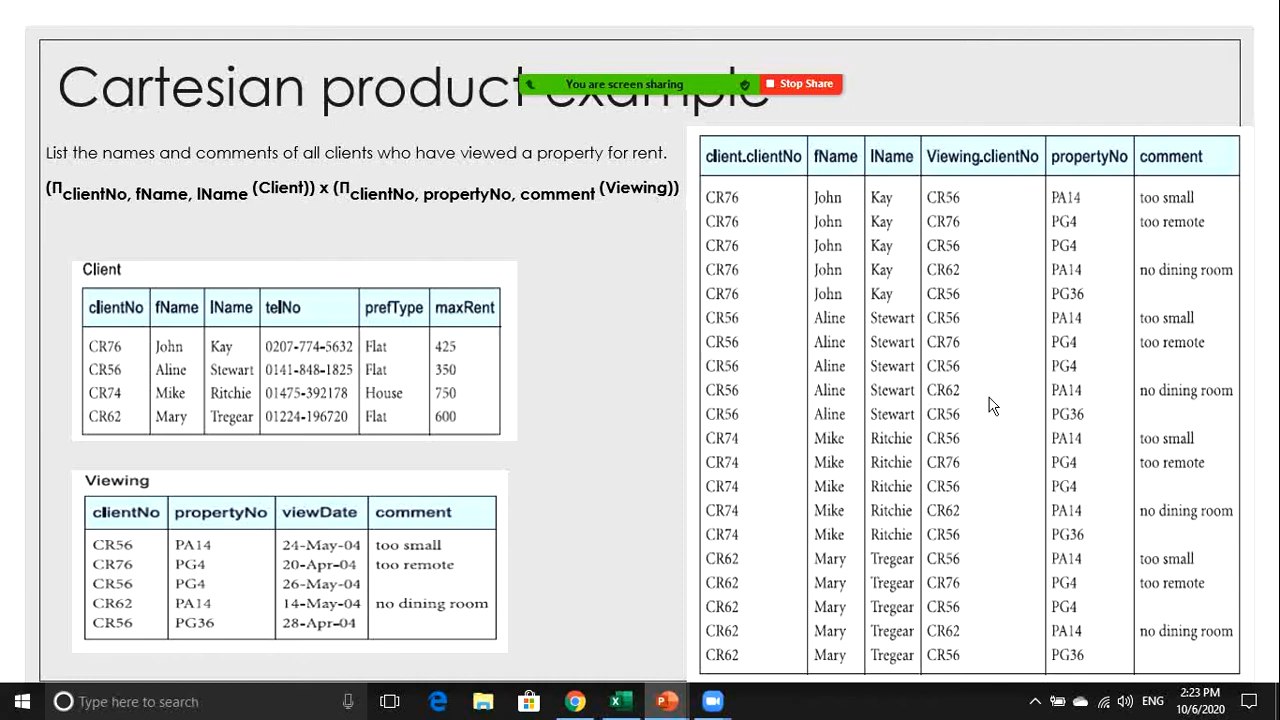 Cartesian product example
You are screen sharing
Stop Share
List the names and comments of all clients who have viewed a property for rent.
(ΠclientNo, fName, lName (Client)) x (ΠclientNo, propertyNo, comment (Viewing))
Client
clientNo fName lName telNo prefType maxRent
CR76 John Kay 0207-774-5632 Flat 425
CR56 Aline Stewart 0141-848-1825 Flat 350
CR74 Mike Ritchie 01475-392178 House 750
CR62 Mary Tregear 01224-196720 Flat 600
Viewing
clientNo propertyNo viewDate comment
CR56 PA14 24-May-04 too small
CR76 PG4 20-Apr-04 too remote
CR56 PG4 26-May-04
CR62 PA14 14-May-04 no dining room
CR56 PG36 28-Apr-04
client.clientNo fName lName Viewing.clientNo propertyNo comment
CR76 John Kay CR56 PA14 too small
CR76 John Kay CR76 PG4 too remote
CR76 John Kay CR56 PG4
CR76 John Kay CR62 PA14 no dining room
CR76 John Kay CR56 PG36
CR56 Aline Stewart CR56 PA14 too small
CR56 Aline Stewart CR76 PG4 too remote
CR56 Aline Stewart CR56 PG4
CR56 Aline Stewart CR62 PA14 no dining room
CR56 Aline Stewart CR56 PG36
CR74 Mike Ritchie CR56 PA14 too small
CR74 Mike Ritchie CR76 PG4 too remote
CR74 Mike Ritchie CR56 PG4
CR74 Mike Ritchie CR62 PA14 no dining room
CR74 Mike Ritchie CR56 PG36
CR62 Mary Tregear CR56 PA14 too small
CR62 Mary Tregear CR76 PG4 too remote
CR62 Mary Tregear CR56 PG4
CR62 Mary Tregear CR62 PA14 no dining room
CR62 Mary Tregear CR56 PG36
Type here to search
ENG
2:23 PM
10/6/2020